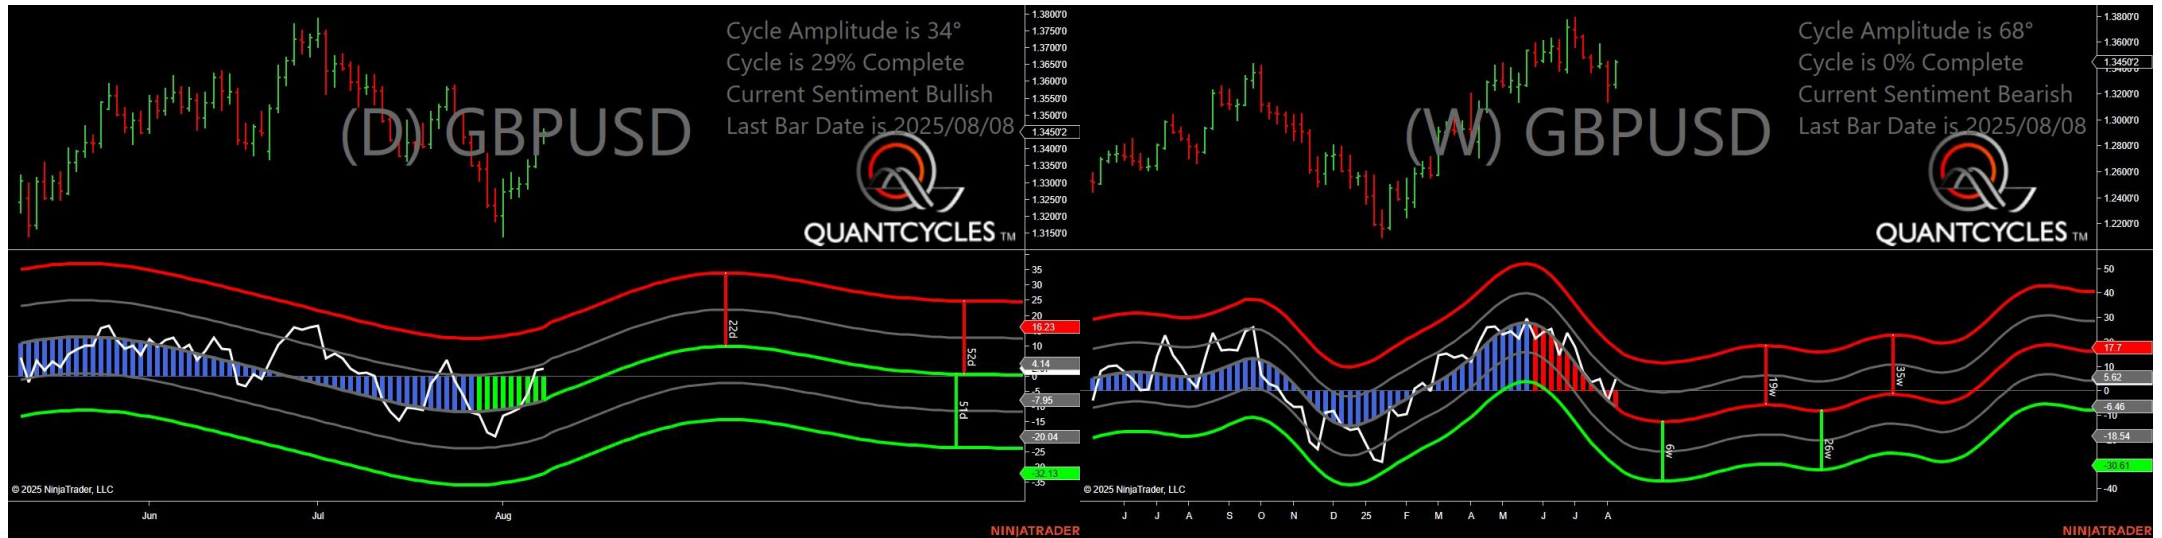 Cycle Amplitude is 34°
Cycle is 29% Complete
Current Sentiment Bullish
Last Bar Date is 2025/08/08
(D) GBPUSD
QUANTCYCLES TM
1.3800'0
1.3750'0
1.3700'0
1.3650'0
1.3600'0
1.3550'0
1.3500'0
1.3450'2
1.3400'0
1.3350'0
1.3300'0
1.3250'0
1.3200'0
1.3150'0
35
30
25
20
16.23
10
4.14
0
-5
-7.95
-15
-20.04
-25
-32.13
-35
22d
52d
51d
© 2025 NinjaTrader, LLC
Jun
Jul
Aug
NINJATRADER
Cycle Amplitude is 68°
Cycle is 0% Complete
Current Sentiment Bearish
Last Bar Date is 2025/08/08
(W) GBPUSD
QUANTCYCLES TM
1.3800'0
1.3600'0
1.3450'2
1.3200'0
1.3000'0
1.2800'0
1.2600'0
1.2400'0
1.2200'0
50
40
30
17.7
10
5.62
0
-6.46
-10
-18.54
-30.61
-40
6w
19w
26w
35w
© 2025 NinjaTrader, LLC
J
J
A
S
O
N
D
25
F
M
A
M
J
J
A
NINJATRADER